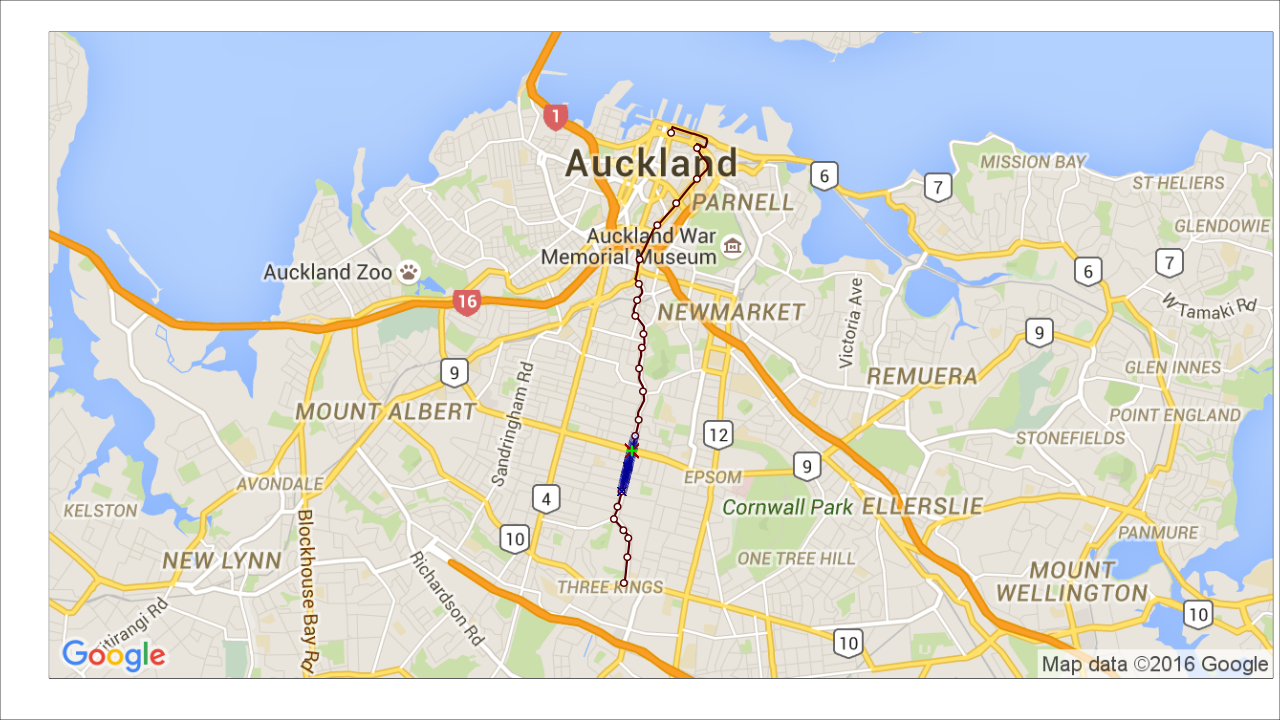 1
Auckland
MISSION BAY
6
7
ST HELIERS
PARNELL
GLENDOWIE
Auckland War
Memorial Museum
Auckland Zoo
6
7
16
NEWMARKET
W Tamaki Rd
Victoria Ave
9
9
Sandringham Rd
REMUERA
GLEN INNES
MOUNT ALBERT
POINT ENGLAND
12
STONEFIELDS
9
EPSOM
AVONDALE
4
Cornwall Park
ELLERSLIE
KELSTON
PANMURE
10
Blockhouse Bay Rd
NEW LYNN
Richardson Rd
ONE TREE HILL
MOUNT
WELLINGTON
THREE KINGS
10
10
Google
Map data ©2016 Google